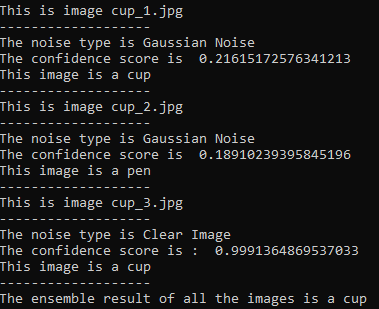 This is image cup_1.jpg
-------------------
The noise type is Gaussian Noise
The confidence score is  0.21615172576341213
This image is a cup
-------------------
This is image cup_2.jpg
-------------------
The noise type is Gaussian Noise
The confidence score is  0.18910239395845196
This image is a pen
-------------------
This is image cup_3.jpg
-------------------
The noise type is Clear Image
The confidence score is :  0.9991364869537033
This image is a cup
-------------------
The ensemble result of all the images is a cup